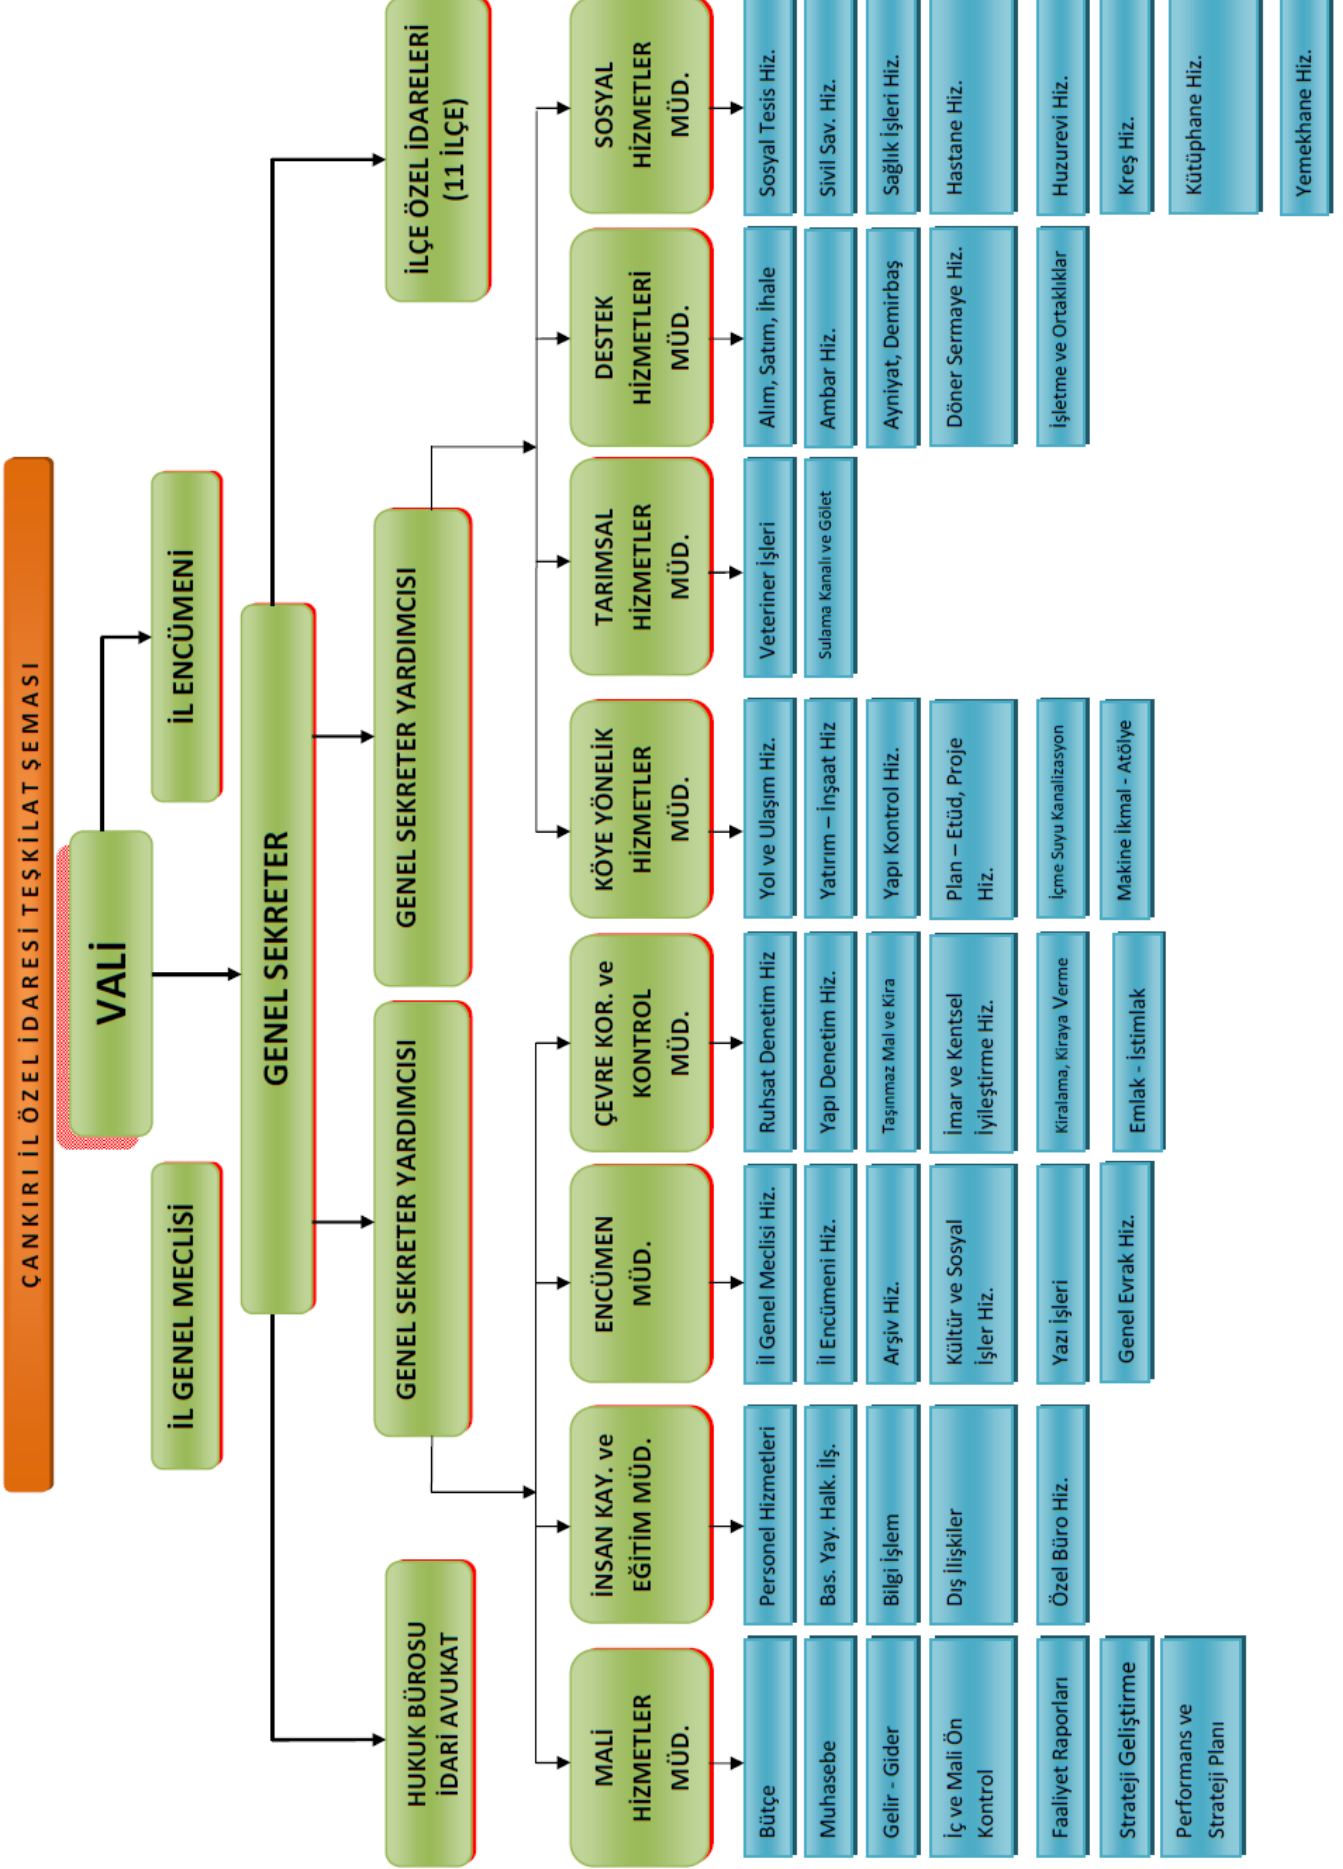 ÇANKIRI İL ÖZEL İDARESİ TEŞKİLAT ŞEMASI
VALİ
İL GENEL MECLİSİ
İL ENCÜMENİ
GENEL SEKRETER
HUKUK BÜROSU
İDARİ AVUKAT
GENEL SEKRETER YARDIMCISI
GENEL SEKRETER YARDIMCISI
İLÇE ÖZEL İDARELERİ
(11 İLÇE)
MALİ
HİZMETLER
MÜD.
Bütçe
Muhasebe
Gelir - Gider
İç ve Mali Ön
Kontrol
Faaliyet Raporları
Strateji Geliştirme
Performans ve
Strateji Planı
İNSAN KAY. ve
EĞİTİM MÜD.
Personel Hizmetleri
Bas. Yay. Halk. İlş.
Bilgi İşlem
Dış İlişkiler
Özel Büro Hiz.
ENCÜMEN
MÜD.
İl Genel Meclisi Hiz.
İl Encümeni Hiz.
Arşiv Hiz.
Kültür ve Sosyal
İşler Hiz.
Yazı İşleri
Genel Evrak Hiz.
ÇEVRE KOR. ve
KONTROL
MÜD.
Ruhsat Denetim Hiz
Yapı Denetim Hiz.
Taşınmaz Mal ve Kira
İmar ve Kentsel
İyileştirme Hiz.
Kiralama, Kiraya Verme
Emlak - İstimlak
KÖYE YÖNELİK
HİZMETLER
MÜD.
Yol ve Ulaşım Hiz.
Yatırım – İnşaat Hiz
Yapı Kontrol Hiz.
Plan – Etüd, Proje
Hiz.
İçme Suyu Kanalizasyon
Makine İkmal - Atölye
TARIMSAL
HİZMETLER
MÜD.
Veteriner İşleri
Sulama Kanalı ve Gölet
DESTEK
HİZMETLERİ
MÜD.
Alım, Satım, İhale
Ambar Hiz.
Ayniyat, Demirbaş
Döner Sermaye Hiz.
İşletme ve Ortaklıklar
SOSYAL
HİZMETLER
MÜD.
Sosyal Tesis Hiz.
Sivil Sav. Hiz.
Sağlık İşleri Hiz.
Hastane Hiz.
Huzurevi Hiz.
Kreş Hiz.
Kütüphane Hiz.
Yemekhane Hiz.